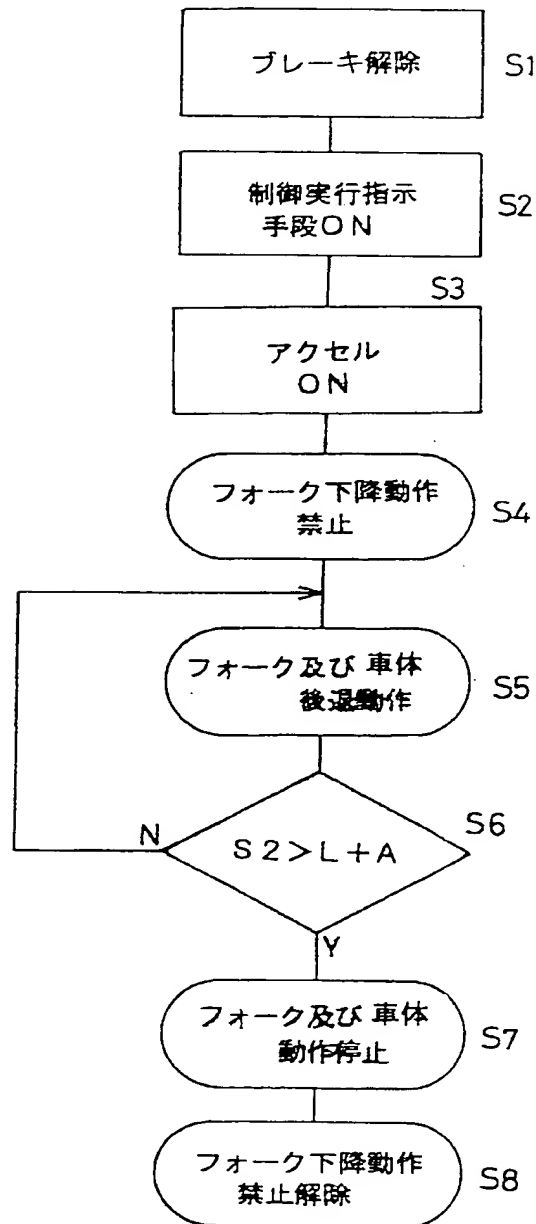 ブレーキ解除
S1
制御実行指示
手段ON
S2
S3
アクセル
ON
フォーク下降動作
禁止
S4
フォーク及び 車体
後退動作
S5
S6
N
S2>L+A
Y
フォーク及び 車体
動作停止
S7
フォーク下降動作
禁止解除
S8